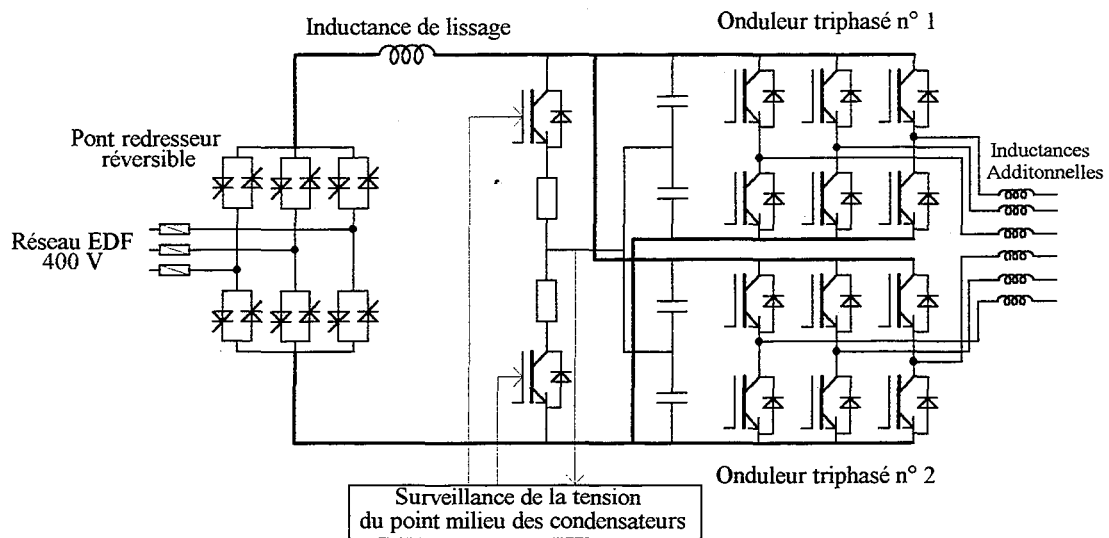 Onduleur triphasé n° 1
Inductance de lissage
Pont redresseur
réversible
Inductances
Additonnelles
Réseau EDF
400 V
Onduleur triphasé n° 2
Surveillance de la tension
du point milieu des condensateurs